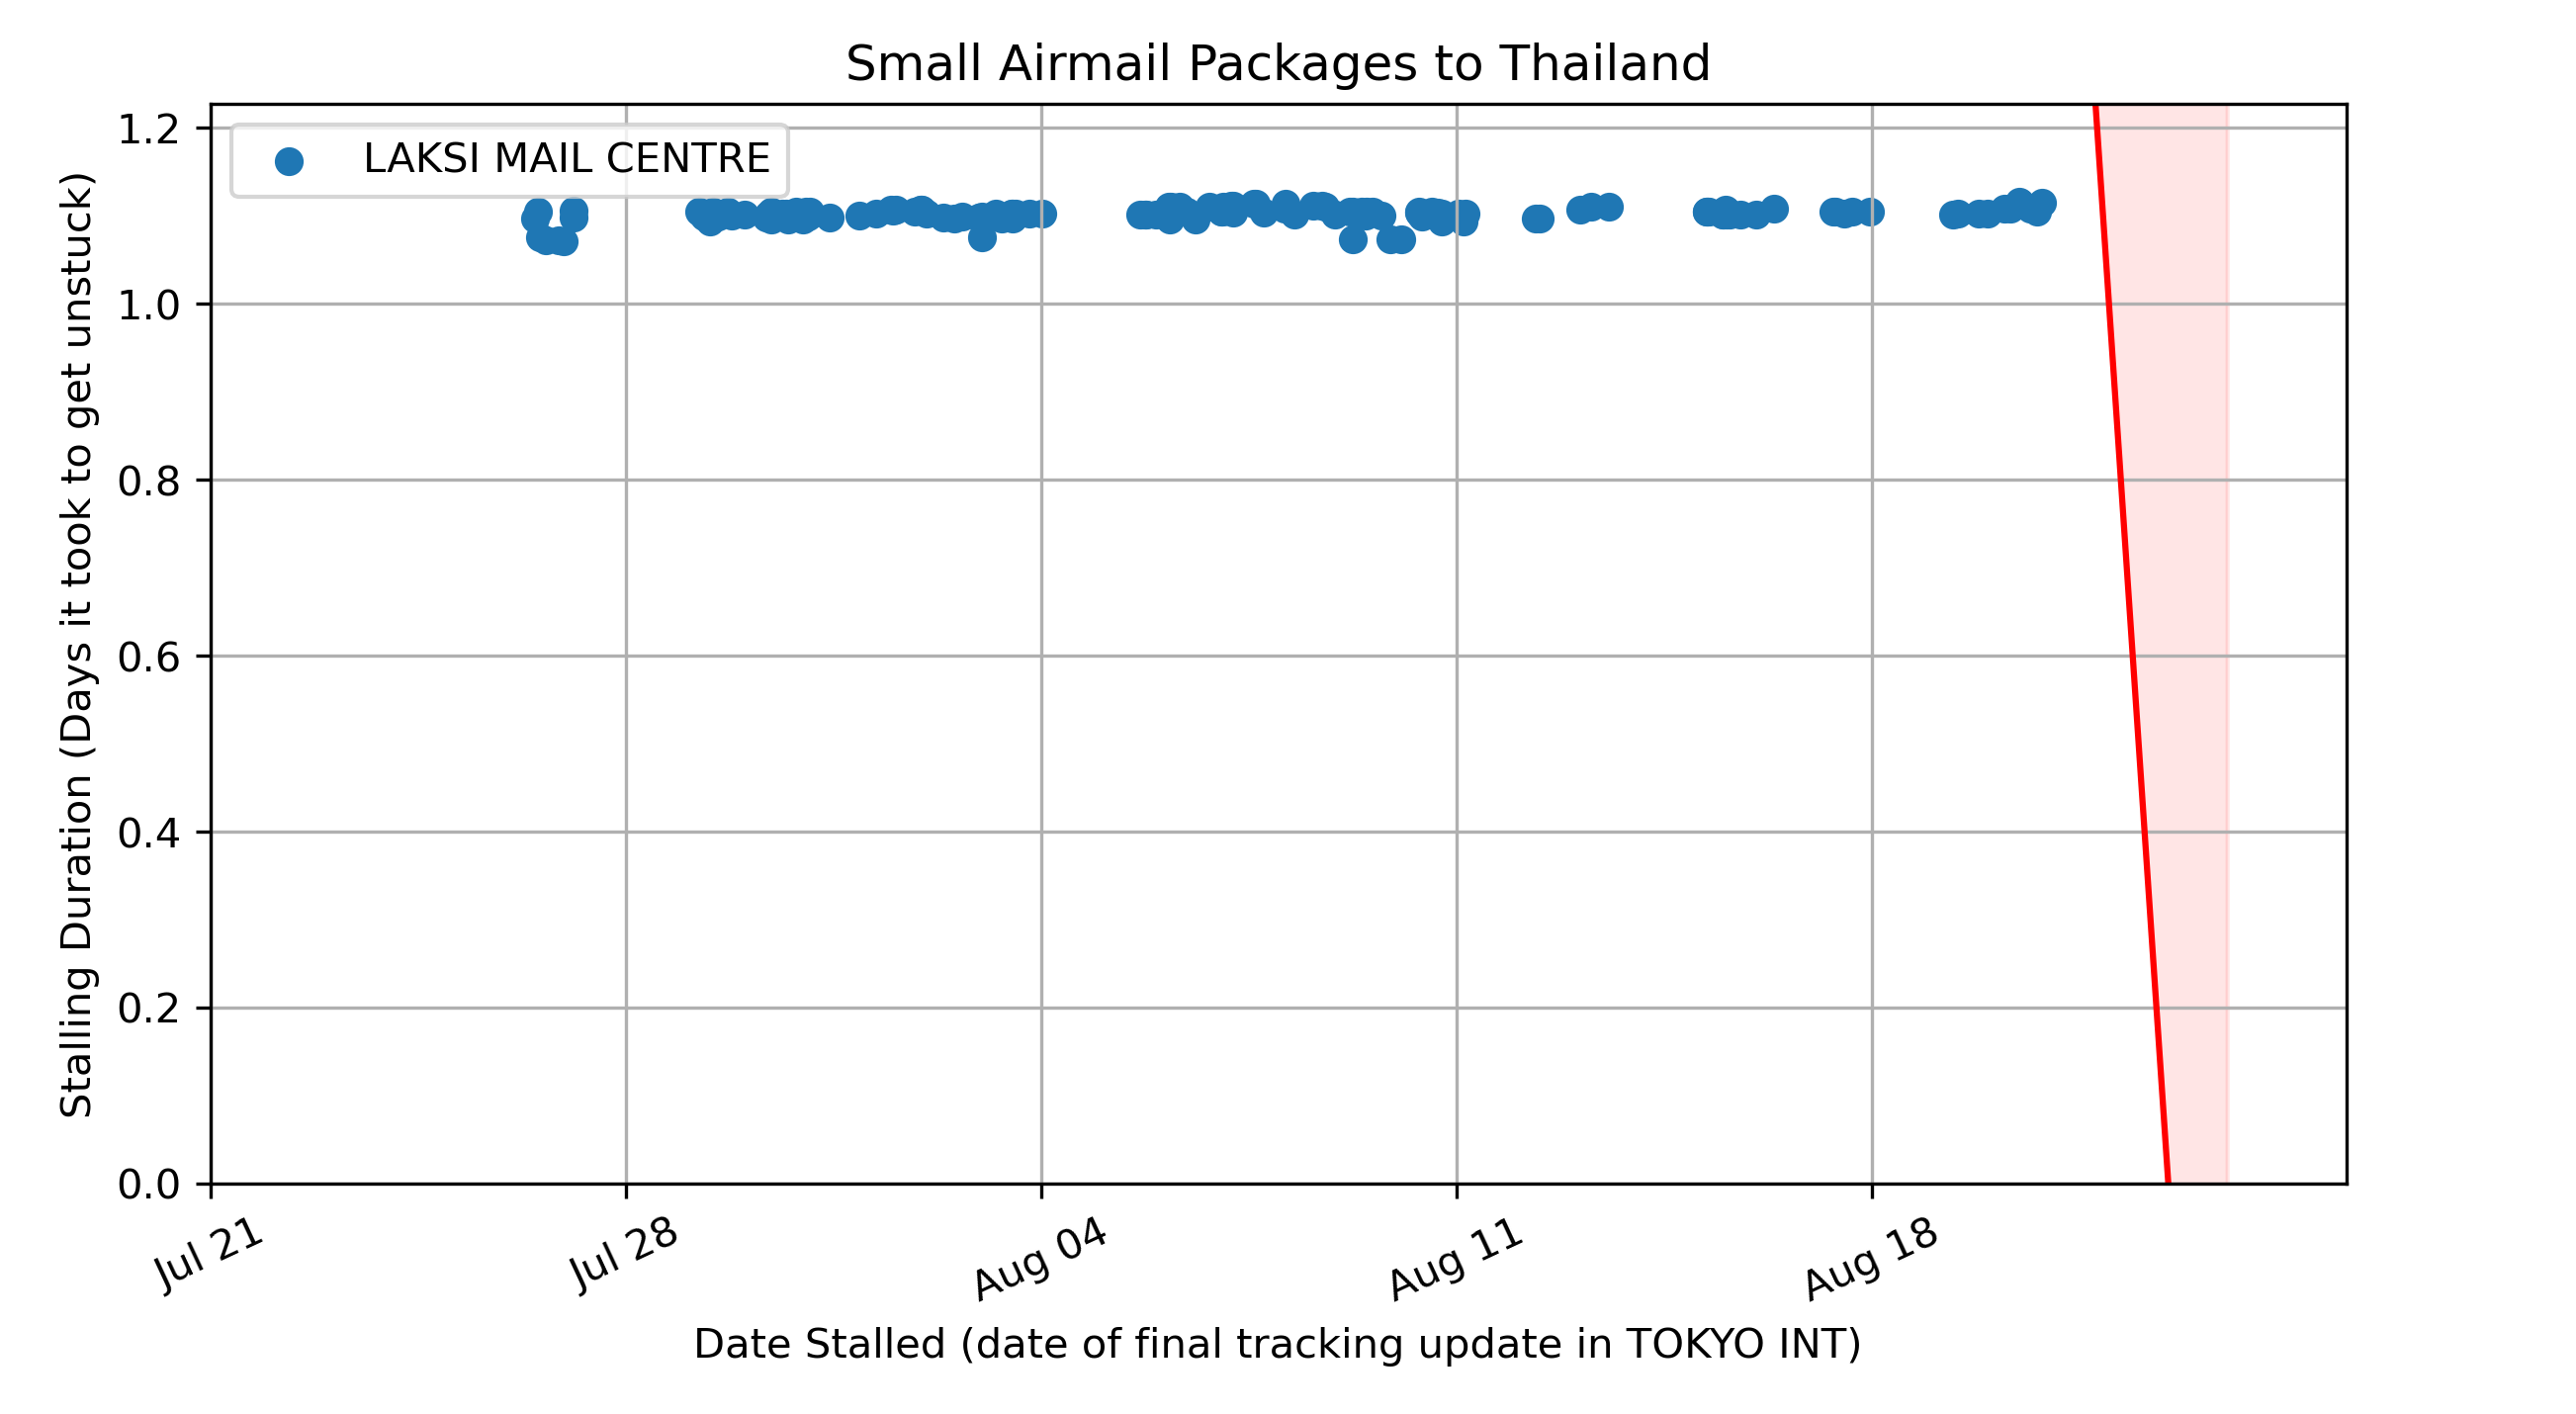 Small Airmail Packages to Thailand
LAKSI MAIL CENTRE
Stalling Duration (Days it took to get unstuck)
1.2
1.0
0.8
0.6
0.4
0.2
0.0
Jul 21
Jul 28
Aug 04
Aug 11
Aug 18
Date Stalled (date of final tracking update in TOKYO INT)